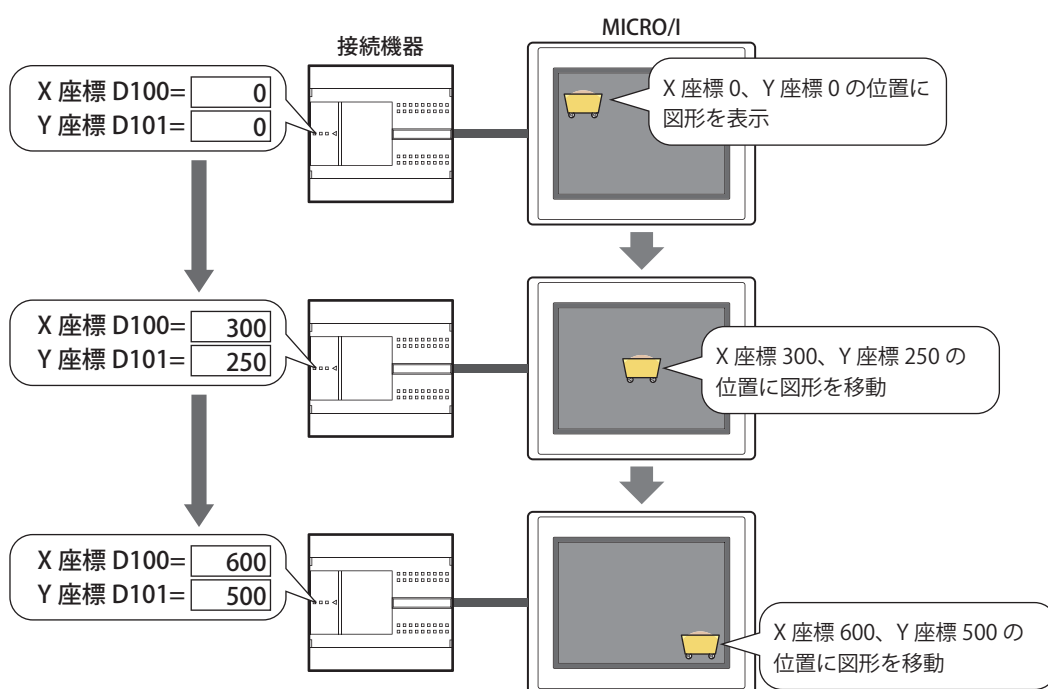 接続機器
MICRO/I
X 座標 D100= 0
Y 座標 D101= 0
X 座標 0、Y 座標 0 の位置に
図形を表示
X 座標 D100= 300
Y 座標 D101= 250
X 座標 300、Y 座標 250 の
位置に図形を移動
X 座標 D100= 600
Y 座標 D101= 500
X 座標 600、Y 座標 500 の
位置に図形を移動